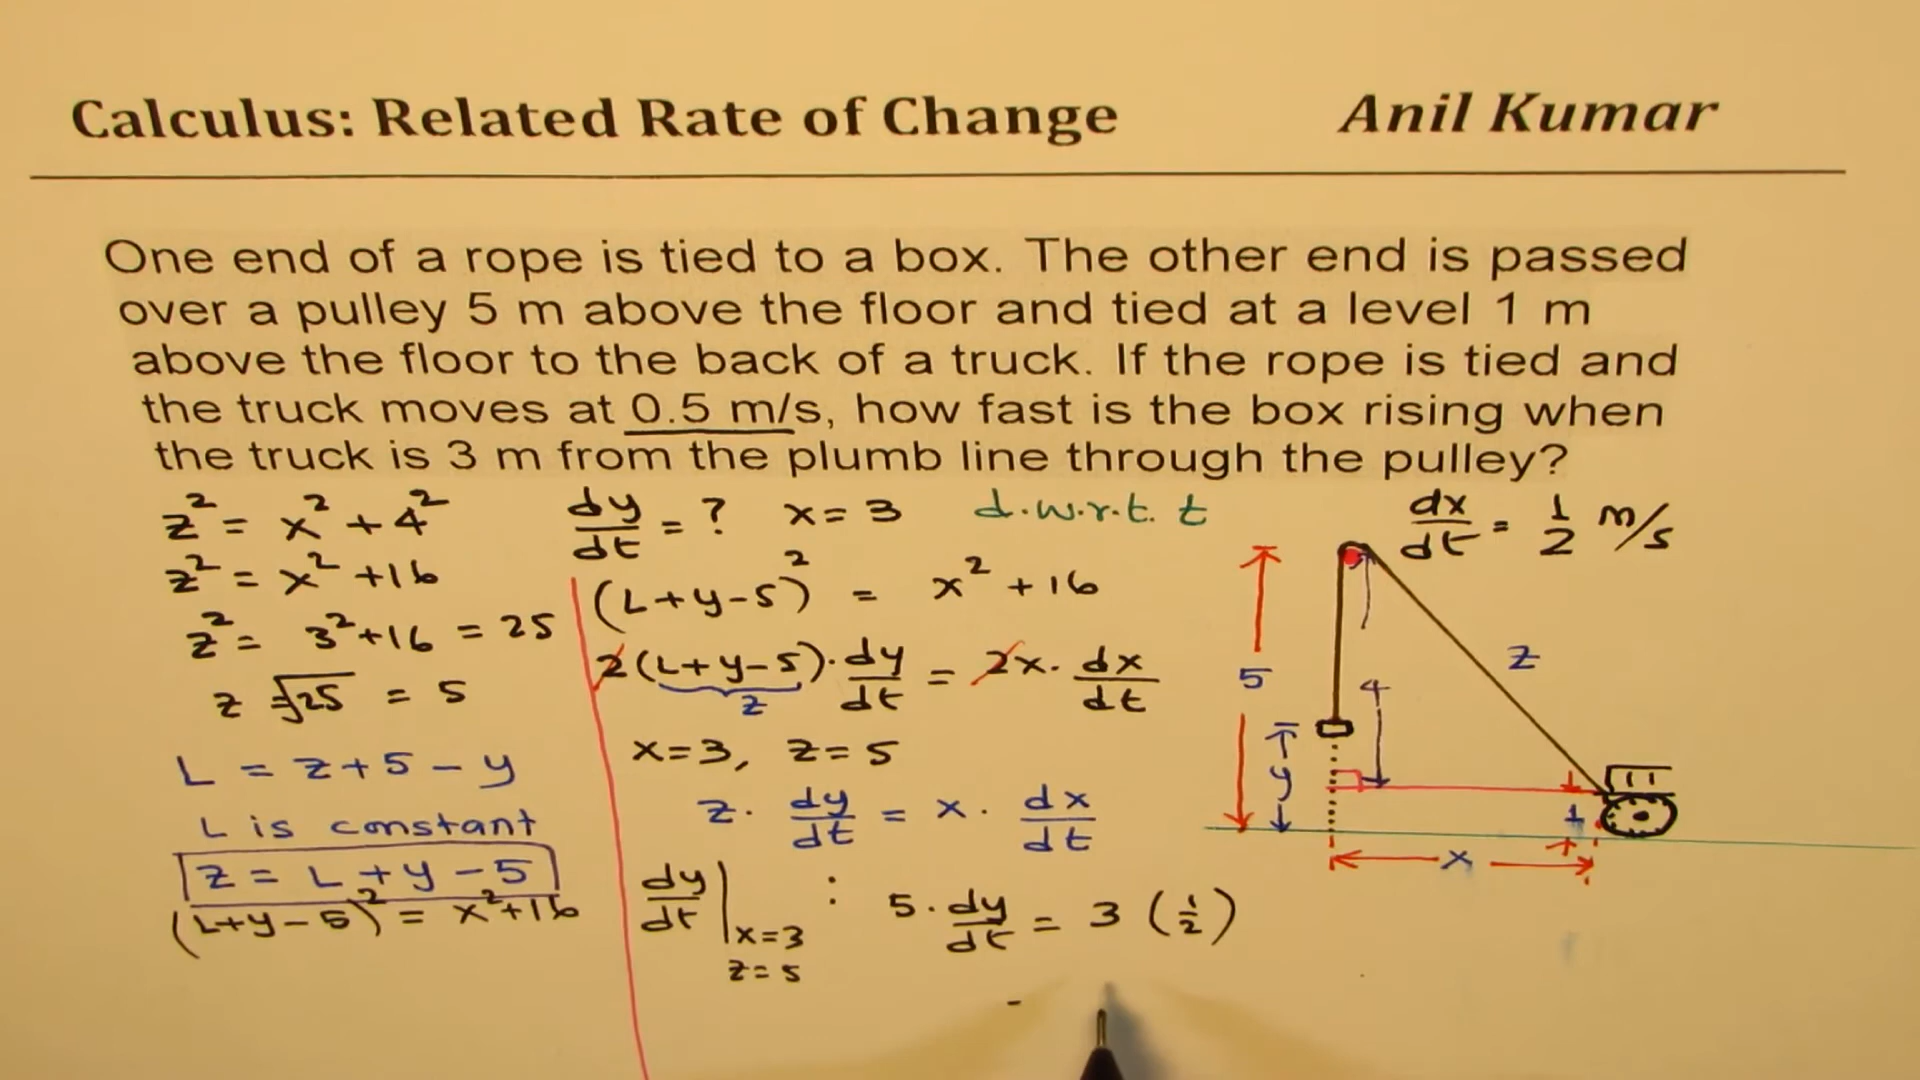 Calculus: Related Rate of Change Anil Kumar
One end of a rope is tied to a box. The other end is passed
over a pulley 5 m above the floor and tied at a level 1 m
above the floor to the back of a truck. If the rope is tied and
the truck moves at 0.5 m/s, how fast is the box rising when
the truck is 3 m from the plumb line through the pulley?
z² = x² + 4²
z² = x² + 16
z² = 3² + 16 = 25
z = √25 = 5
L = z + 5 - y
L is constant
z = L + y - 5
(L+y-5)² = x² + 16
dy/dt = ? x = 3 d.w.r.t. t
(L+y-5)² = x² + 16
2(L+y-5)·dy/dt = 2x·dx/dt
z
x=3, z=5
z·dy/dt = x·dx/dt
dy/dt | x=3 z=5 : 5·dy/dt = 3(1/2)
dx/dt = 1/2 m/s
5
4
z
y
1
x